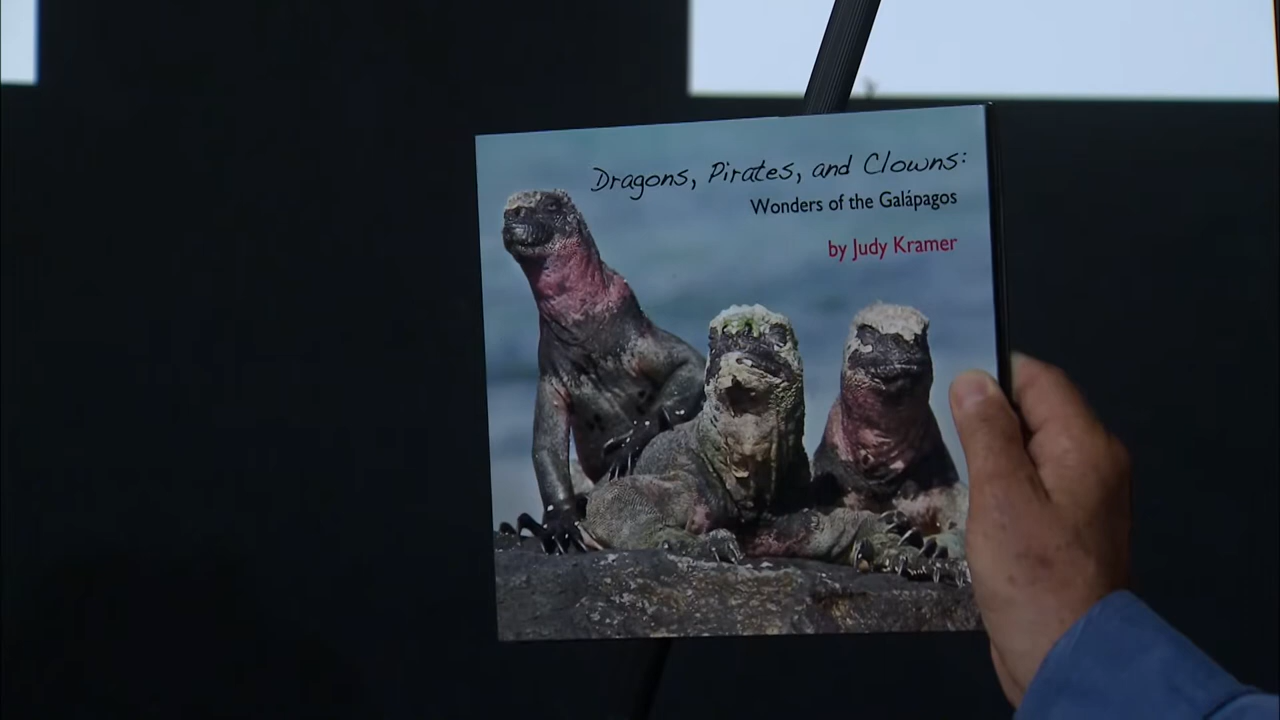 Dragons, Pirates, and Clowns:
Wonders of the Galápagos
by Judy Kramer